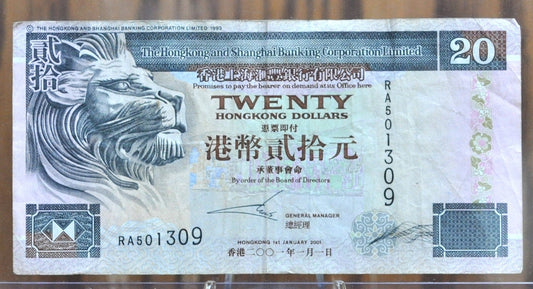 © THE HONGKONG AND SHANGHAI BANKING CORPORATION LIMITED 1993
貳拾
The Hongkong and Shanghai Banking Corporation Limited
20
香港上海滙豐銀行有限公司
Promises to pay the bearer on demand at its Office here
TWENTY
HONGKONG DOLLARS
憑票即付
港幣貳拾元
承董事會命
By order of the Board of Directors
RA501309
GENERAL MANAGER
總經理
RA501309
HONGKONG 1ST JANUARY 2001
香港二〇〇一年一月一日